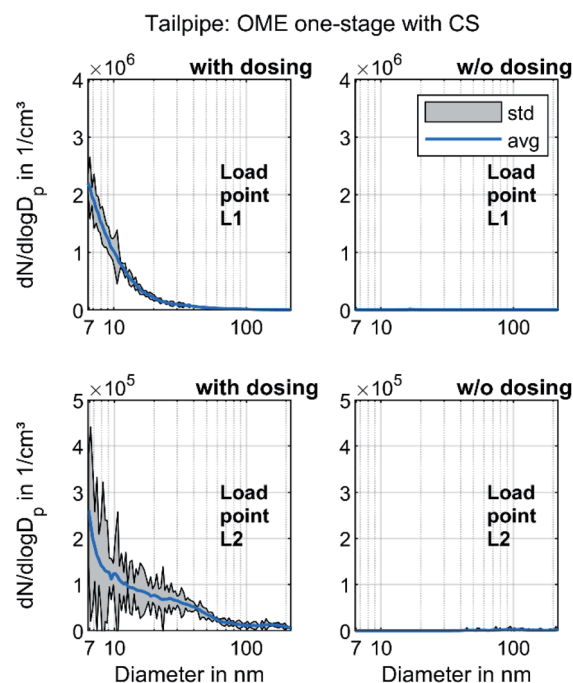 Tailpipe: OME one-stage with CS
×10⁶ with dosing
4
3
2
1
0
dN/dlogDₚ in 1/cm³
Load
point
L1
7 10 100
×10⁶ w/o dosing
4
3
2
1
0
std
avg
Load
point
L1
7 10 100
×10⁵ with dosing
5
4
3
2
1
0
dN/dlogDₚ in 1/cm³
Load
point
L2
7 10 100
Diameter in nm
×10⁵ w/o dosing
5
4
3
2
1
0
Load
point
L2
7 10 100
Diameter in nm